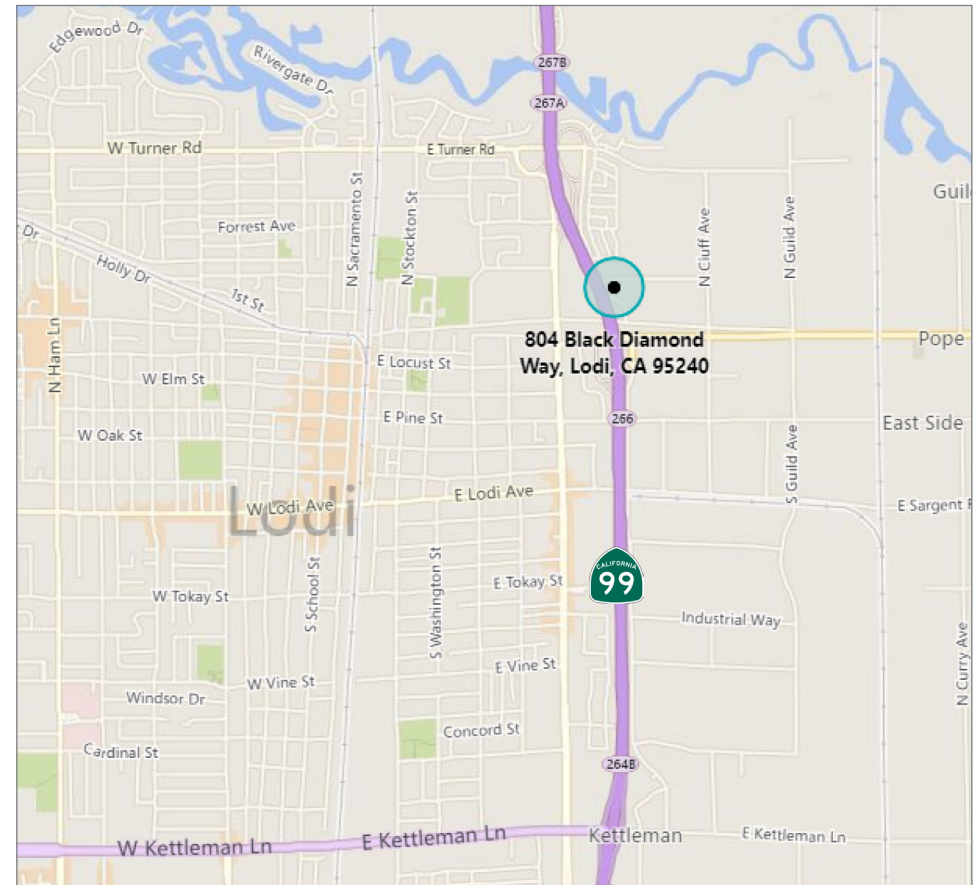 Edgewood Dr
Rivergate Dr
267B
267A
W Turner Rd
E Turner Rd
Guil
N Sacramento St
N Stockton St
N Cluff Ave
N Guild Ave
Forrest Ave
Dr
Holly Dr
1st St
804 Black Diamond
Way, Lodi, CA 95240
Pope
N Ham Ln
E Locust St
W Elm St
E Pine St
266
East Side
W Oak St
S Guild Ave
Lodi
W Lodi Ave
E Lodi Ave
E Sargent R
CALIFORNIA
99
S School St
S Washington St
E Tokay St
W Tokay St
Industrial Way
N Curry Ave
E Vine St
W Vine St
Windsor Dr
Concord St
Cardinal St
264B
W Kettleman Ln
E Kettleman Ln
Kettleman
E Kettleman Ln